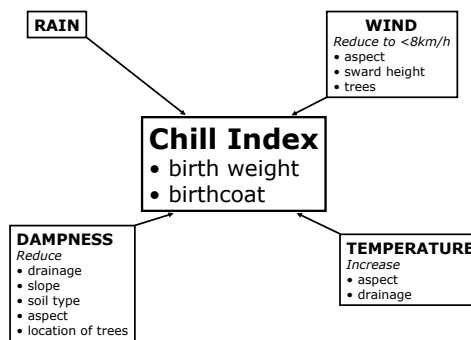 RAIN
WIND
Reduce to <8km/h
• aspect
• sward height
• trees
Chill Index
• birth weight
• birthcoat
DAMPNESS
Reduce
• drainage
• slope
• soil type
• aspect
• location of trees
TEMPERATURE
Increase
• aspect
• drainage